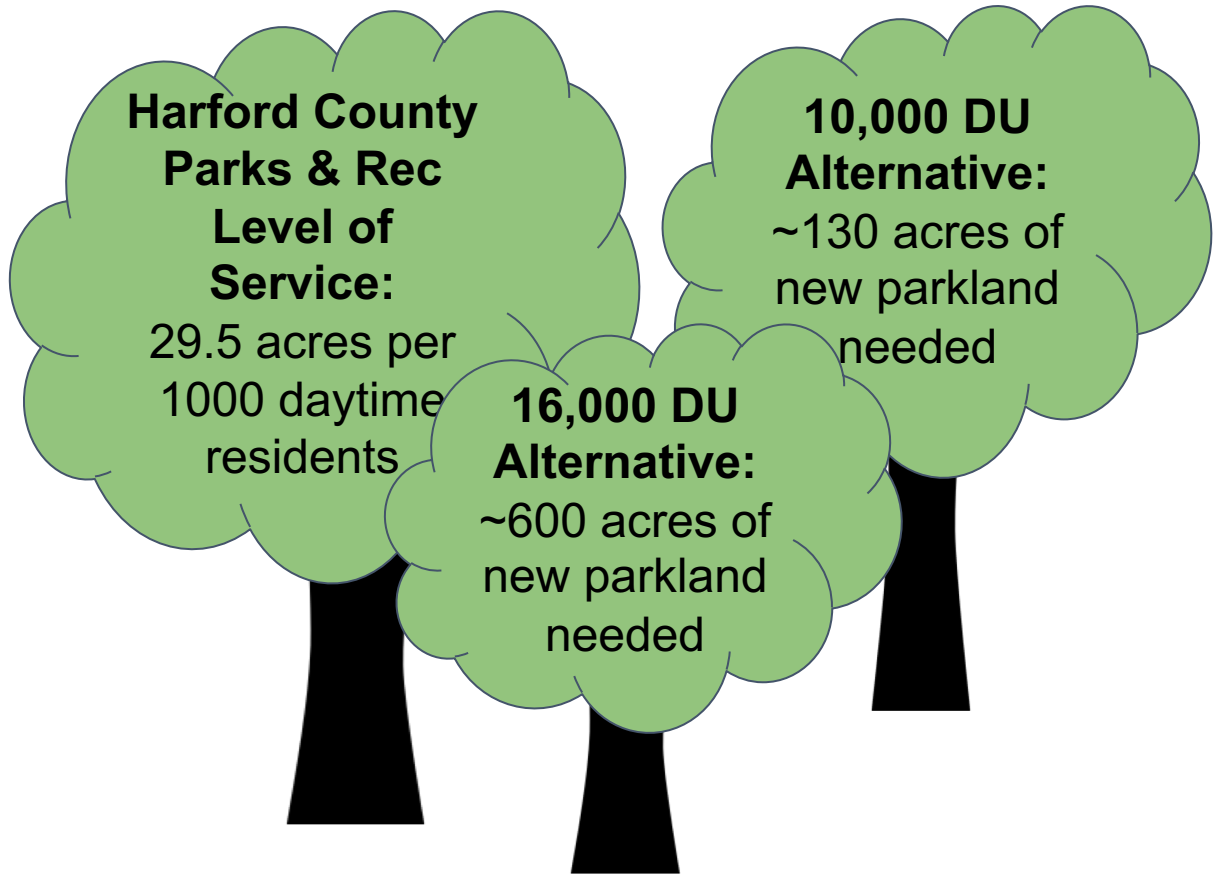 Harford County
Parks & Rec
Level of
Service:
29.5 acres per
1000 daytime
residents
10,000 DU
Alternative:
~130 acres of
new parkland
needed
16,000 DU
Alternative:
~600 acres of
new parkland
needed